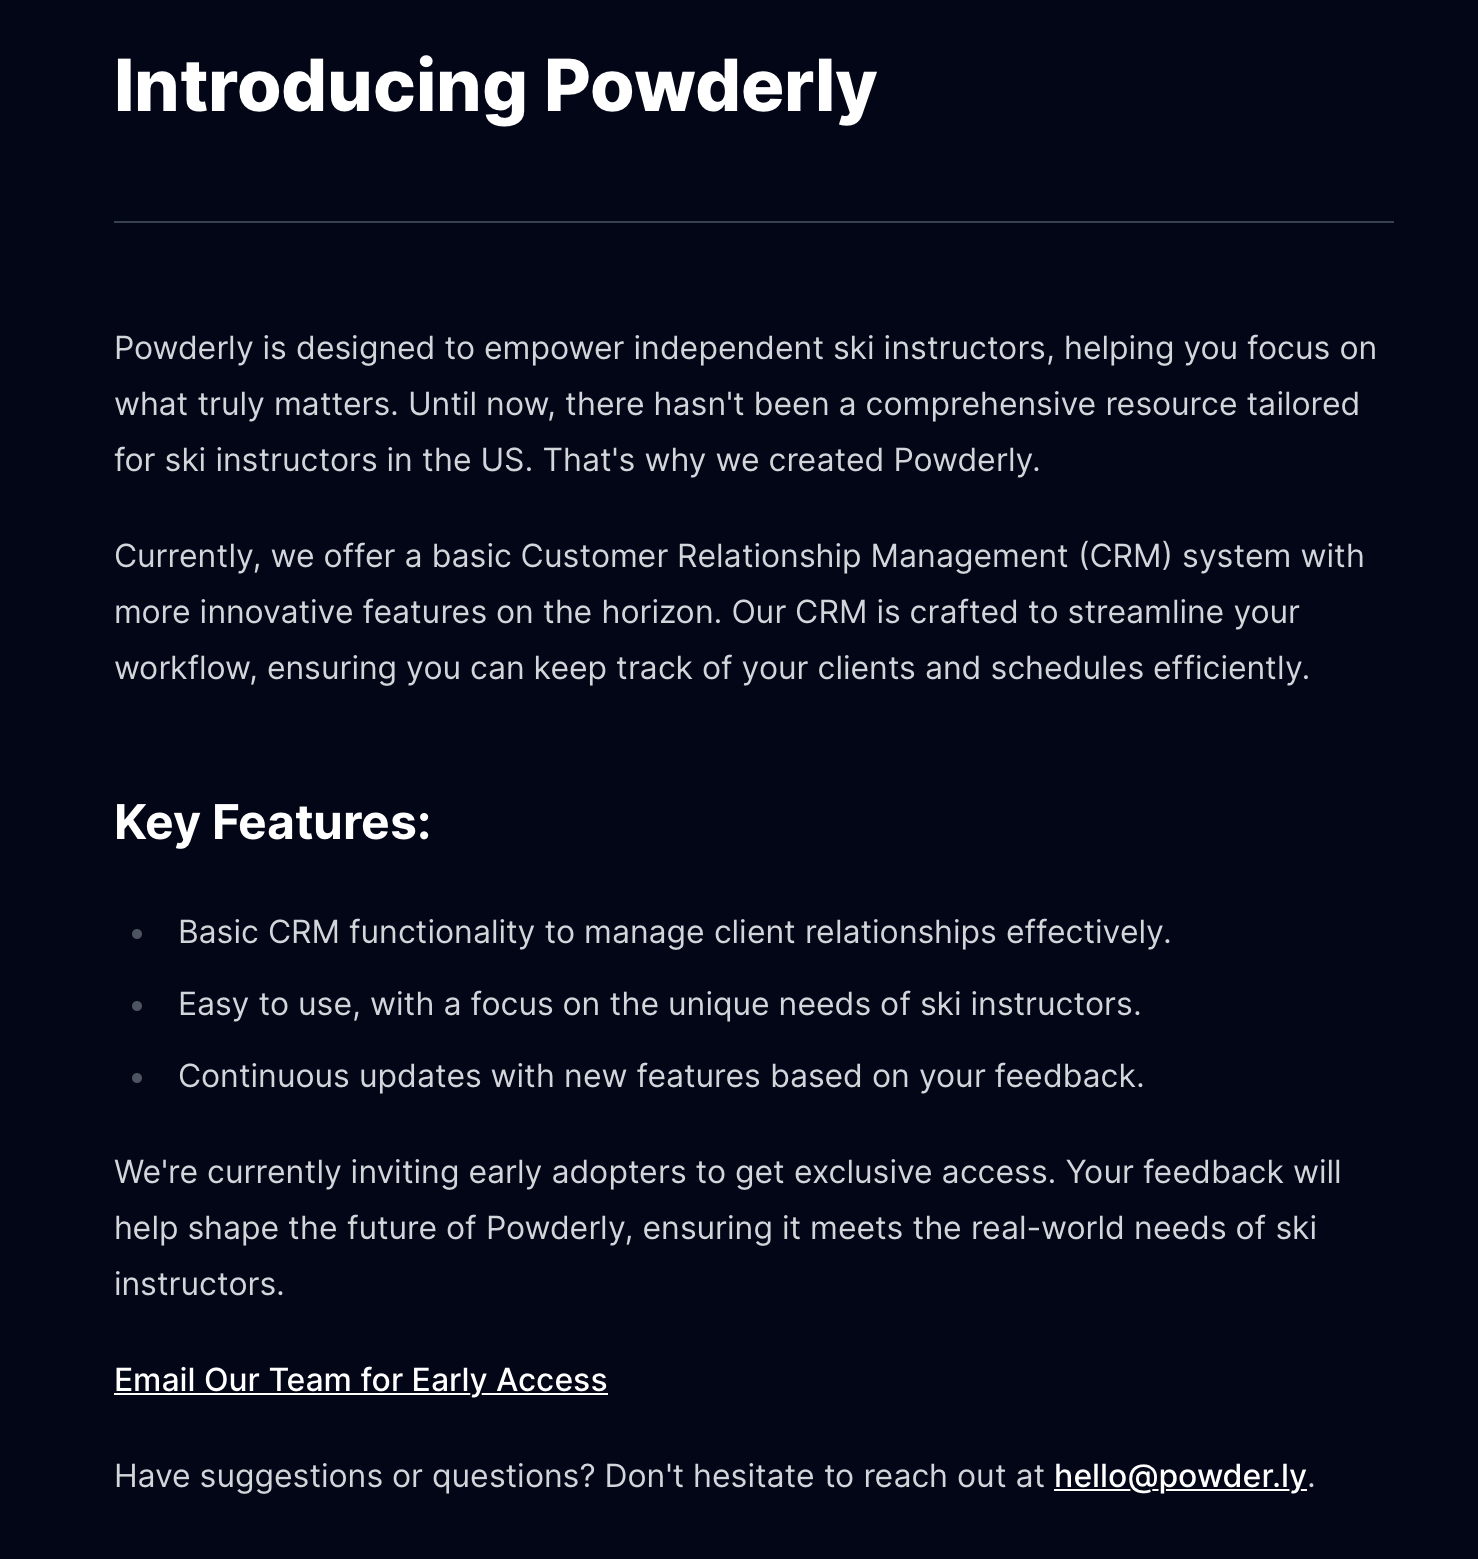 Introducing Powderly
Powderly is designed to empower independent ski instructors, helping you focus on
what truly matters. Until now, there hasn't been a comprehensive resource tailored
for ski instructors in the US. That's why we created Powderly.
Currently, we offer a basic Customer Relationship Management (CRM) system with
more innovative features on the horizon. Our CRM is crafted to streamline your
workflow, ensuring you can keep track of your clients and schedules efficiently.
Key Features:
• Basic CRM functionality to manage client relationships effectively.
• Easy to use, with a focus on the unique needs of ski instructors.
• Continuous updates with new features based on your feedback.
We're currently inviting early adopters to get exclusive access. Your feedback will
help shape the future of Powderly, ensuring it meets the real-world needs of ski
instructors.
Email Our Team for Early Access
Have suggestions or questions? Don't hesitate to reach out at hello@powder.ly.